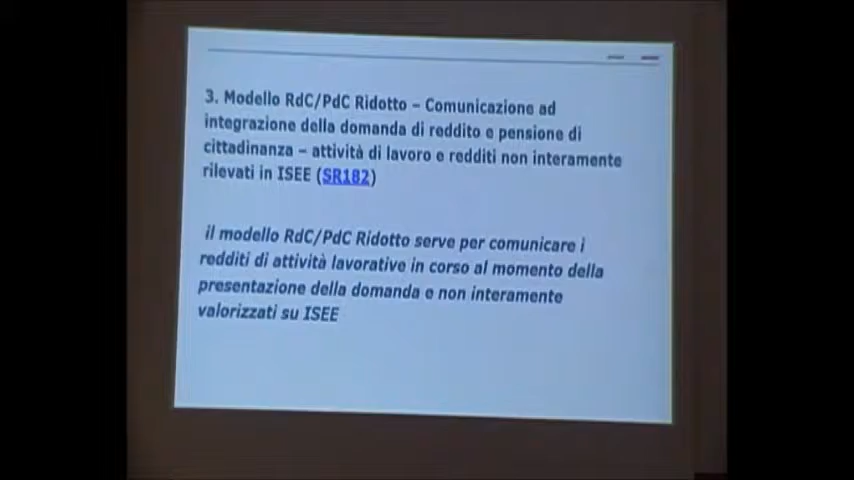 3. Modello RdC/PdC Ridotto – Comunicazione ad
integrazione della domanda di reddito e pensione di
cittadinanza – attività di lavoro e redditi non interamente
rilevati in ISEE (SR182)
il modello RdC/PdC Ridotto serve per comunicare i
redditi di attività lavorative in corso al momento della
presentazione della domanda e non interamente
valorizzati su ISEE